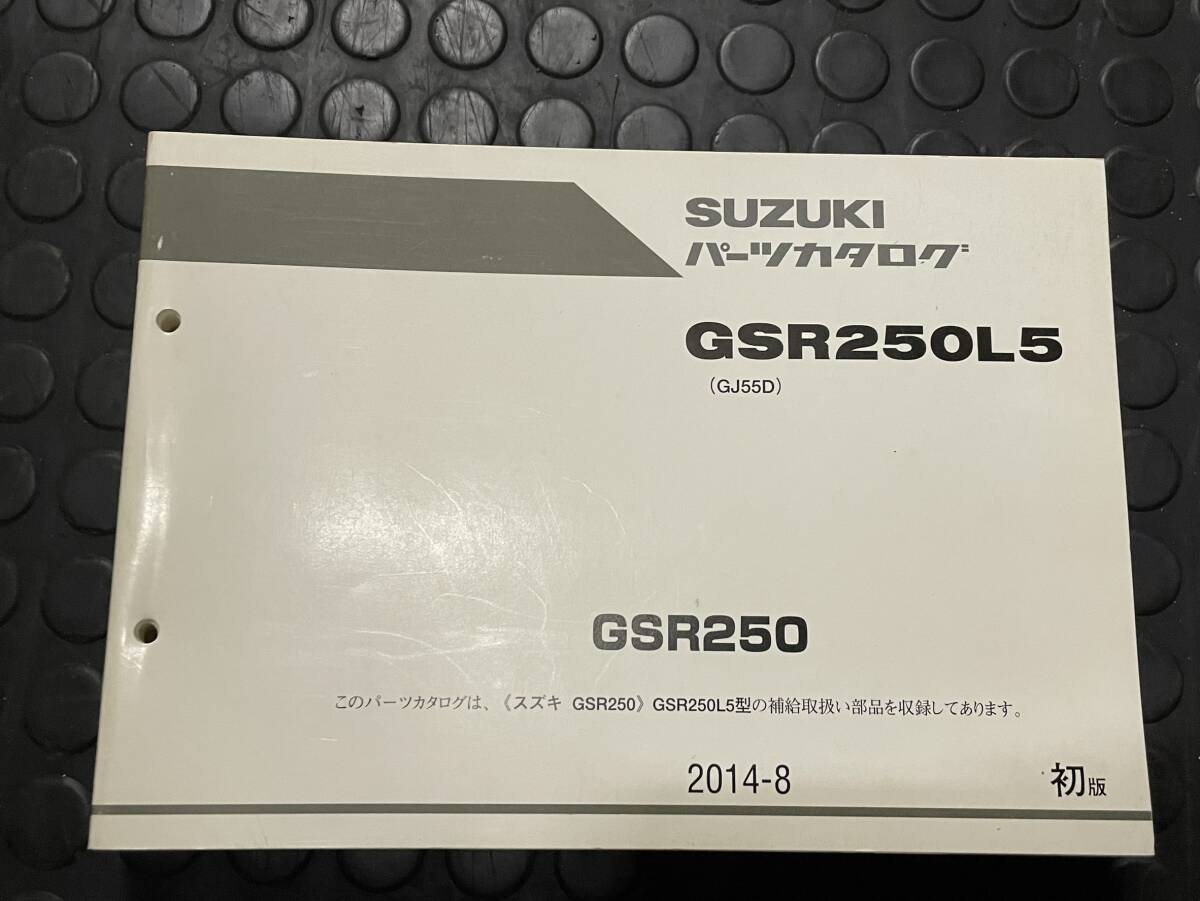 SUZUKI
パーツカタログ
GSR250L5
(GJ55D)
GSR250
このパーツカタログは、《スズキ GSR250》GSR250L5型の補給取扱い部品を収録してあります。
2014-8 初版